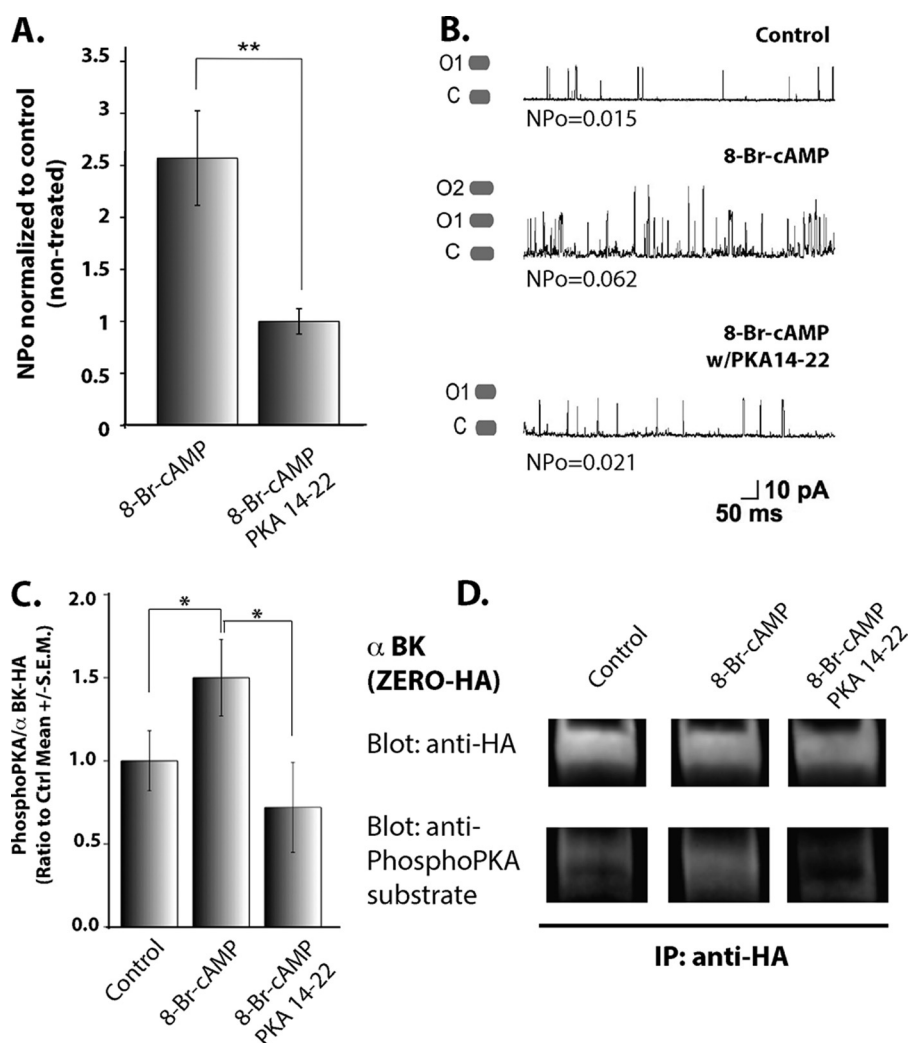 A.
NPo normalized to control
(non-treated)
3.5
3
2.5
2
1.5
1
0.5
0
**
8-Br-cAMP
8-Br-cAMP
PKA 14-22
B.
Control
O1
C
NPo=0.015
8-Br-cAMP
O2
O1
C
NPo=0.062
8-Br-cAMP
w/PKA14-22
O1
C
NPo=0.021
10 pA
50 ms
C.
PhosphoPKA/α BK-HA
(Ratio to Ctrl Mean +/-S.E.M.)
2.0
1.5
1.0
0.5
0.0
*
*
Control
8-Br-cAMP
8-Br-cAMP
PKA 14-22
D.
α BK
(ZERO-HA)
Control
8-Br-cAMP
8-Br-cAMP
PKA 14-22
Blot: anti-HA
Blot: anti-
PhosphoPKA
substrate
IP: anti-HA